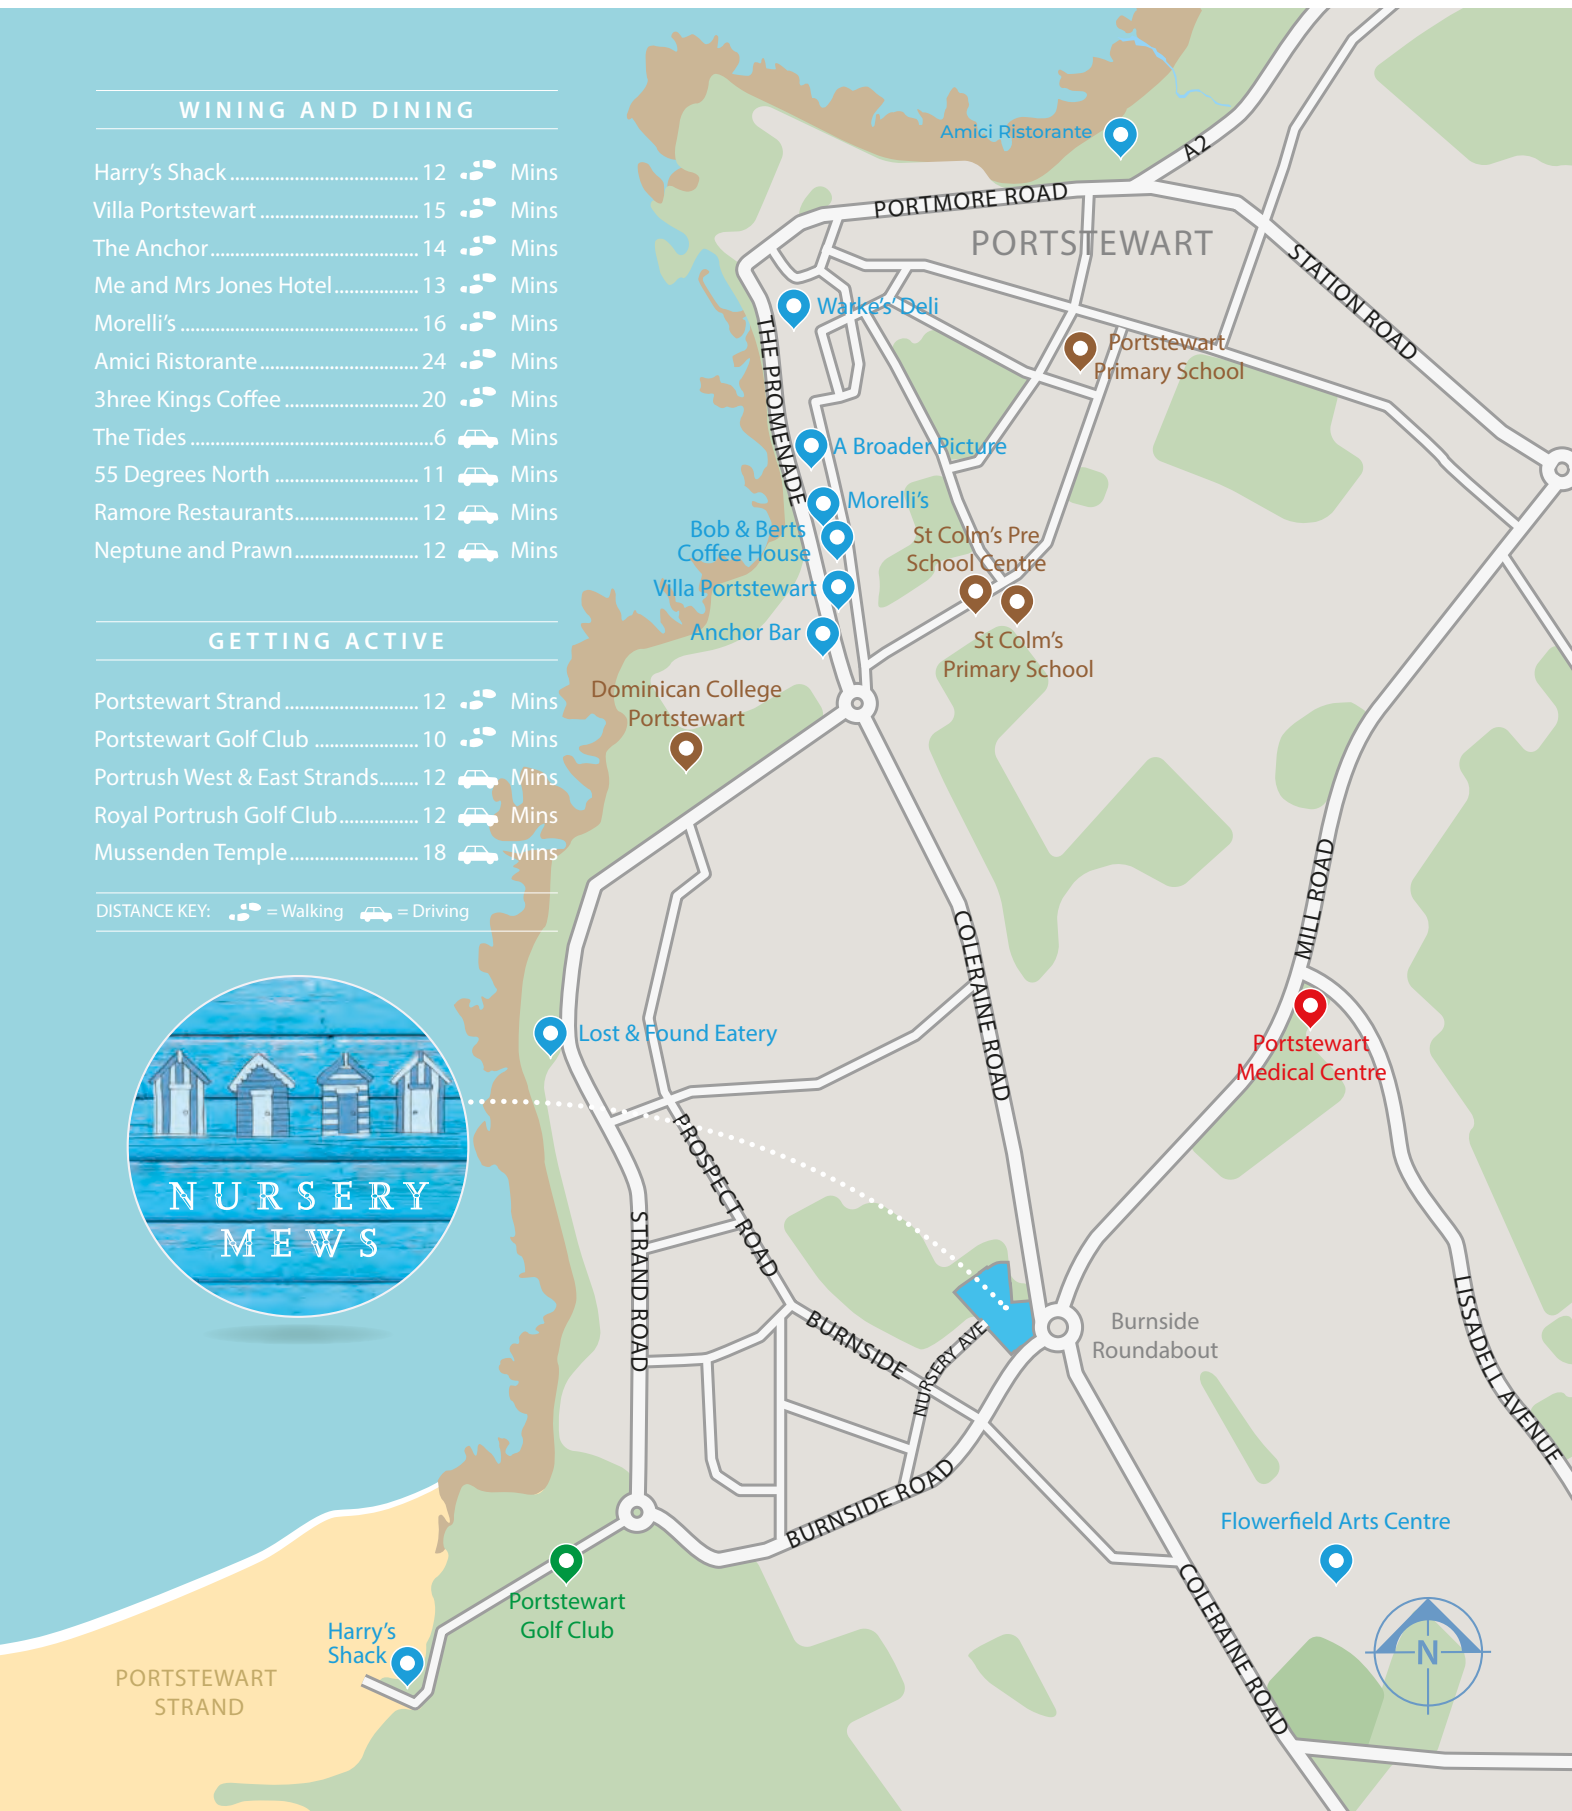 WINING AND DINING
Harry's Shack ...................................... 12 Mins
Villa Portstewart ................................ 15 Mins
The Anchor.......................................... 14 Mins
Me and Mrs Jones Hotel................. 13 Mins
Morelli's ................................................ 16 Mins
Amici Ristorante................................ 24 Mins
3hree Kings Coffee ........................... 20 Mins
The Tides .................................................6 Mins
55 Degrees North ............................. 11 Mins
Ramore Restaurants......................... 12 Mins
Neptune and Prawn......................... 12 Mins
GETTING ACTIVE
Portstewart Strand ........................... 12 Mins
Portstewart Golf Club ..................... 10 Mins
Portrush West & East Strands........ 12 Mins
Royal Portrush Golf Club................ 12 Mins
Mussenden Temple .......................... 18 Mins
DISTANCE KEY: = Walking = Driving
NURSERY
MEWS
Amici Ristorante
A2
PORTMORE ROAD
PORTSTEWART
STATION ROAD
Warke's Deli
THE PROMENADE
Portstewart
Primary School
A Broader Picture
Morelli's
Bob & Berts
Coffee House
St Colm's Pre
School Centre
Villa Portstewart
Anchor Bar
St Colm's
Primary School
Dominican College
Portstewart
MILL ROAD
COLERAINE ROAD
Lost & Found Eatery
Portstewart
Medical Centre
PROSPECT ROAD
STRAND ROAD
BURNSIDE
NURSERY AVE
Burnside
Roundabout
LISSADELL AVENUE
BURNSIDE ROAD
Flowerfield Arts Centre
COLERAINE ROAD
Portstewart
Golf Club
Harry's
Shack
PORTSTEWART
STRAND
N